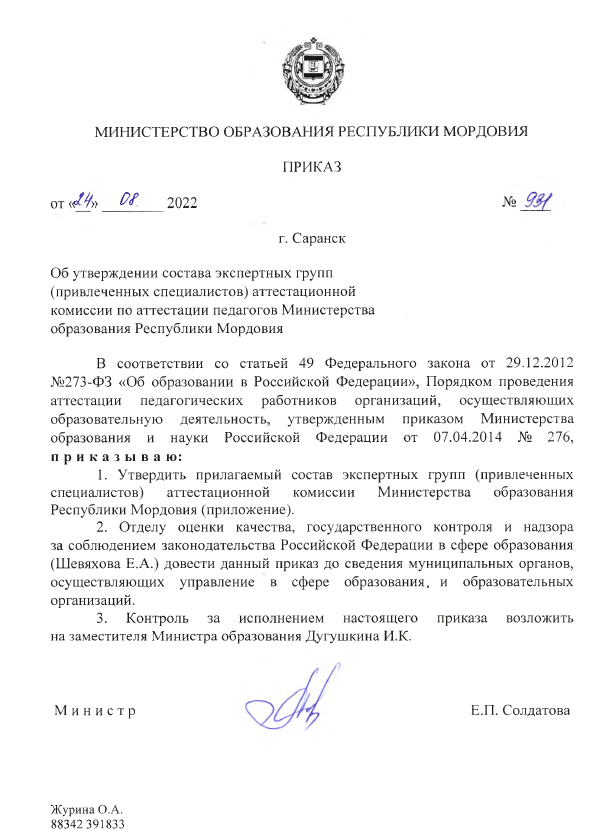 МИНИСТЕРСТВО ОБРАЗОВАНИЯ РЕСПУБЛИКИ МОРДОВИЯ
ПРИКАЗ
от «24» 08 2022 № 931
г. Саранск
Об утверждении состава экспертных групп
(привлеченных специалистов) аттестационной
комиссии по аттестации педагогов Министерства
образования Республики Мордовия
В соответствии со статьей 49 Федерального закона от 29.12.2012
№273-ФЗ «Об образовании в Российской Федерации», Порядком проведения
аттестации педагогических работников организаций, осуществляющих
образовательную деятельность, утвержденным приказом Министерства
образования и науки Российской Федерации от 07.04.2014 № 276,
п р и к а з ы в а ю:
1. Утвердить прилагаемый состав экспертных групп (привлеченных
специалистов) аттестационной комиссии Министерства образования
Республики Мордовия (приложение).
2. Отделу оценки качества, государственного контроля и надзора
за соблюдением законодательства Российской Федерации в сфере образования
(Шевяхова Е.А.) довести данный приказ до сведения муниципальных органов,
осуществляющих управление в сфере образования, и образовательных
организаций.
3. Контроль за исполнением настоящего приказа возложить
на заместителя Министра образования Дугушкина И.К.
М и н и с т р Е.П. Солдатова
Журина О.А.
88342 391833